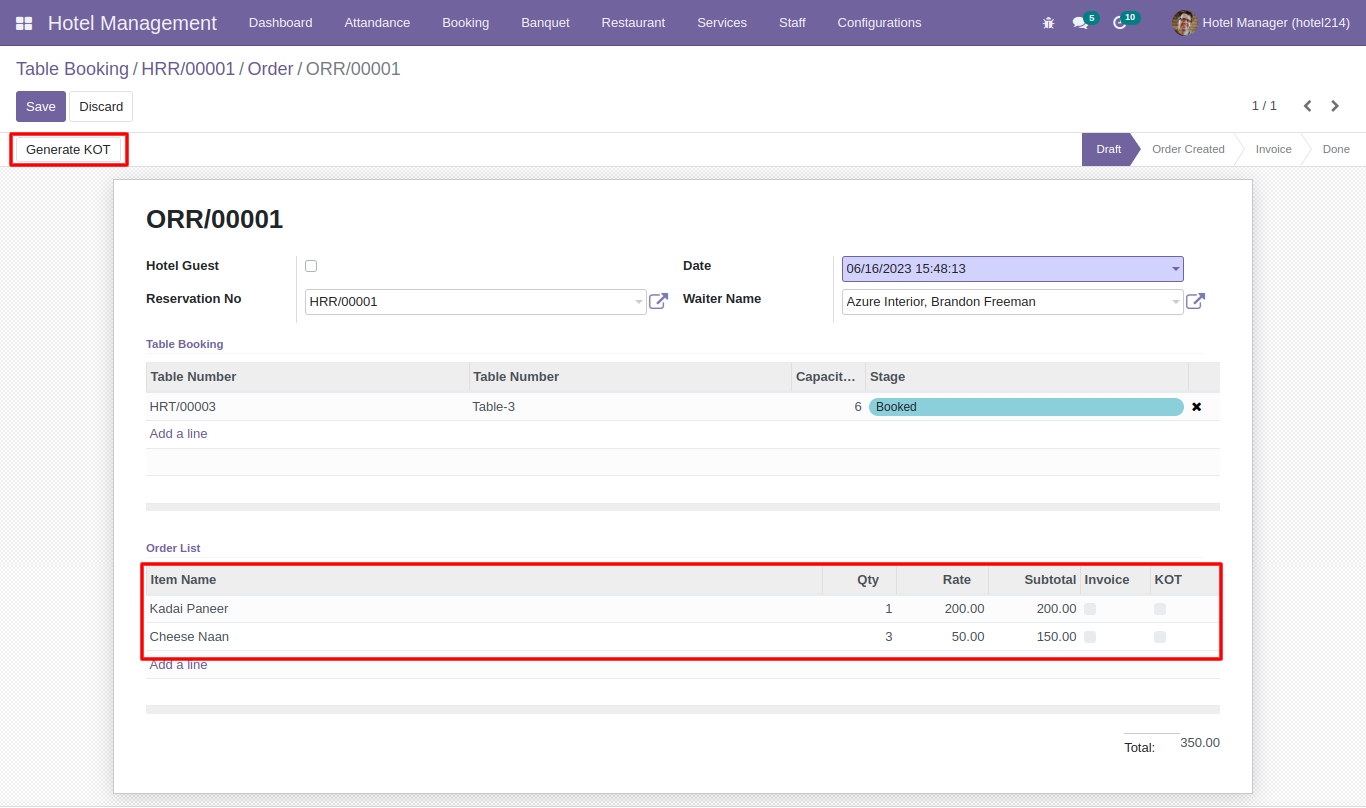 Hotel Management Dashboard Attandance Booking Banquet Restaurant Services Staff Configurations 5 10 Hotel Manager (hotel214)
Table Booking / HRR/00001 / Order / ORR/00001
Save Discard 1 / 1
Generate KOT Draft Order Created Invoice Done
ORR/00001
Hotel Guest Date 06/16/2023 15:48:13
Reservation No HRR/00001 Waiter Name Azure Interior, Brandon Freeman
Table Booking
Table Number Table Number Capacit... Stage
HRT/00003 Table-3 6 Booked
Add a line
Order List
Item Name Qty Rate Subtotal Invoice KOT
Kadai Paneer 1 200.00 200.00
Cheese Naan 3 50.00 150.00
Add a line
Total: 350.00